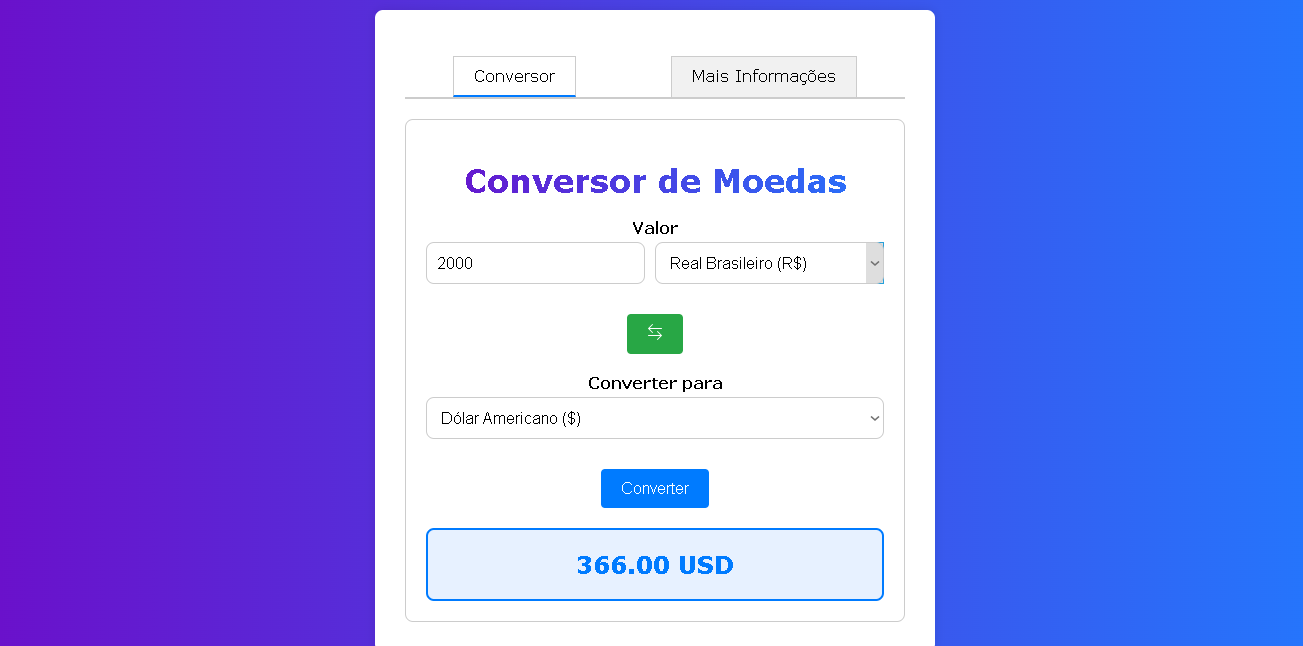 Conversor
Mais Informações
Conversor de Moedas
Valor
2000
Real Brasileiro (R$)
Converter para
Dólar Americano ($)
Converter
366.00 USD